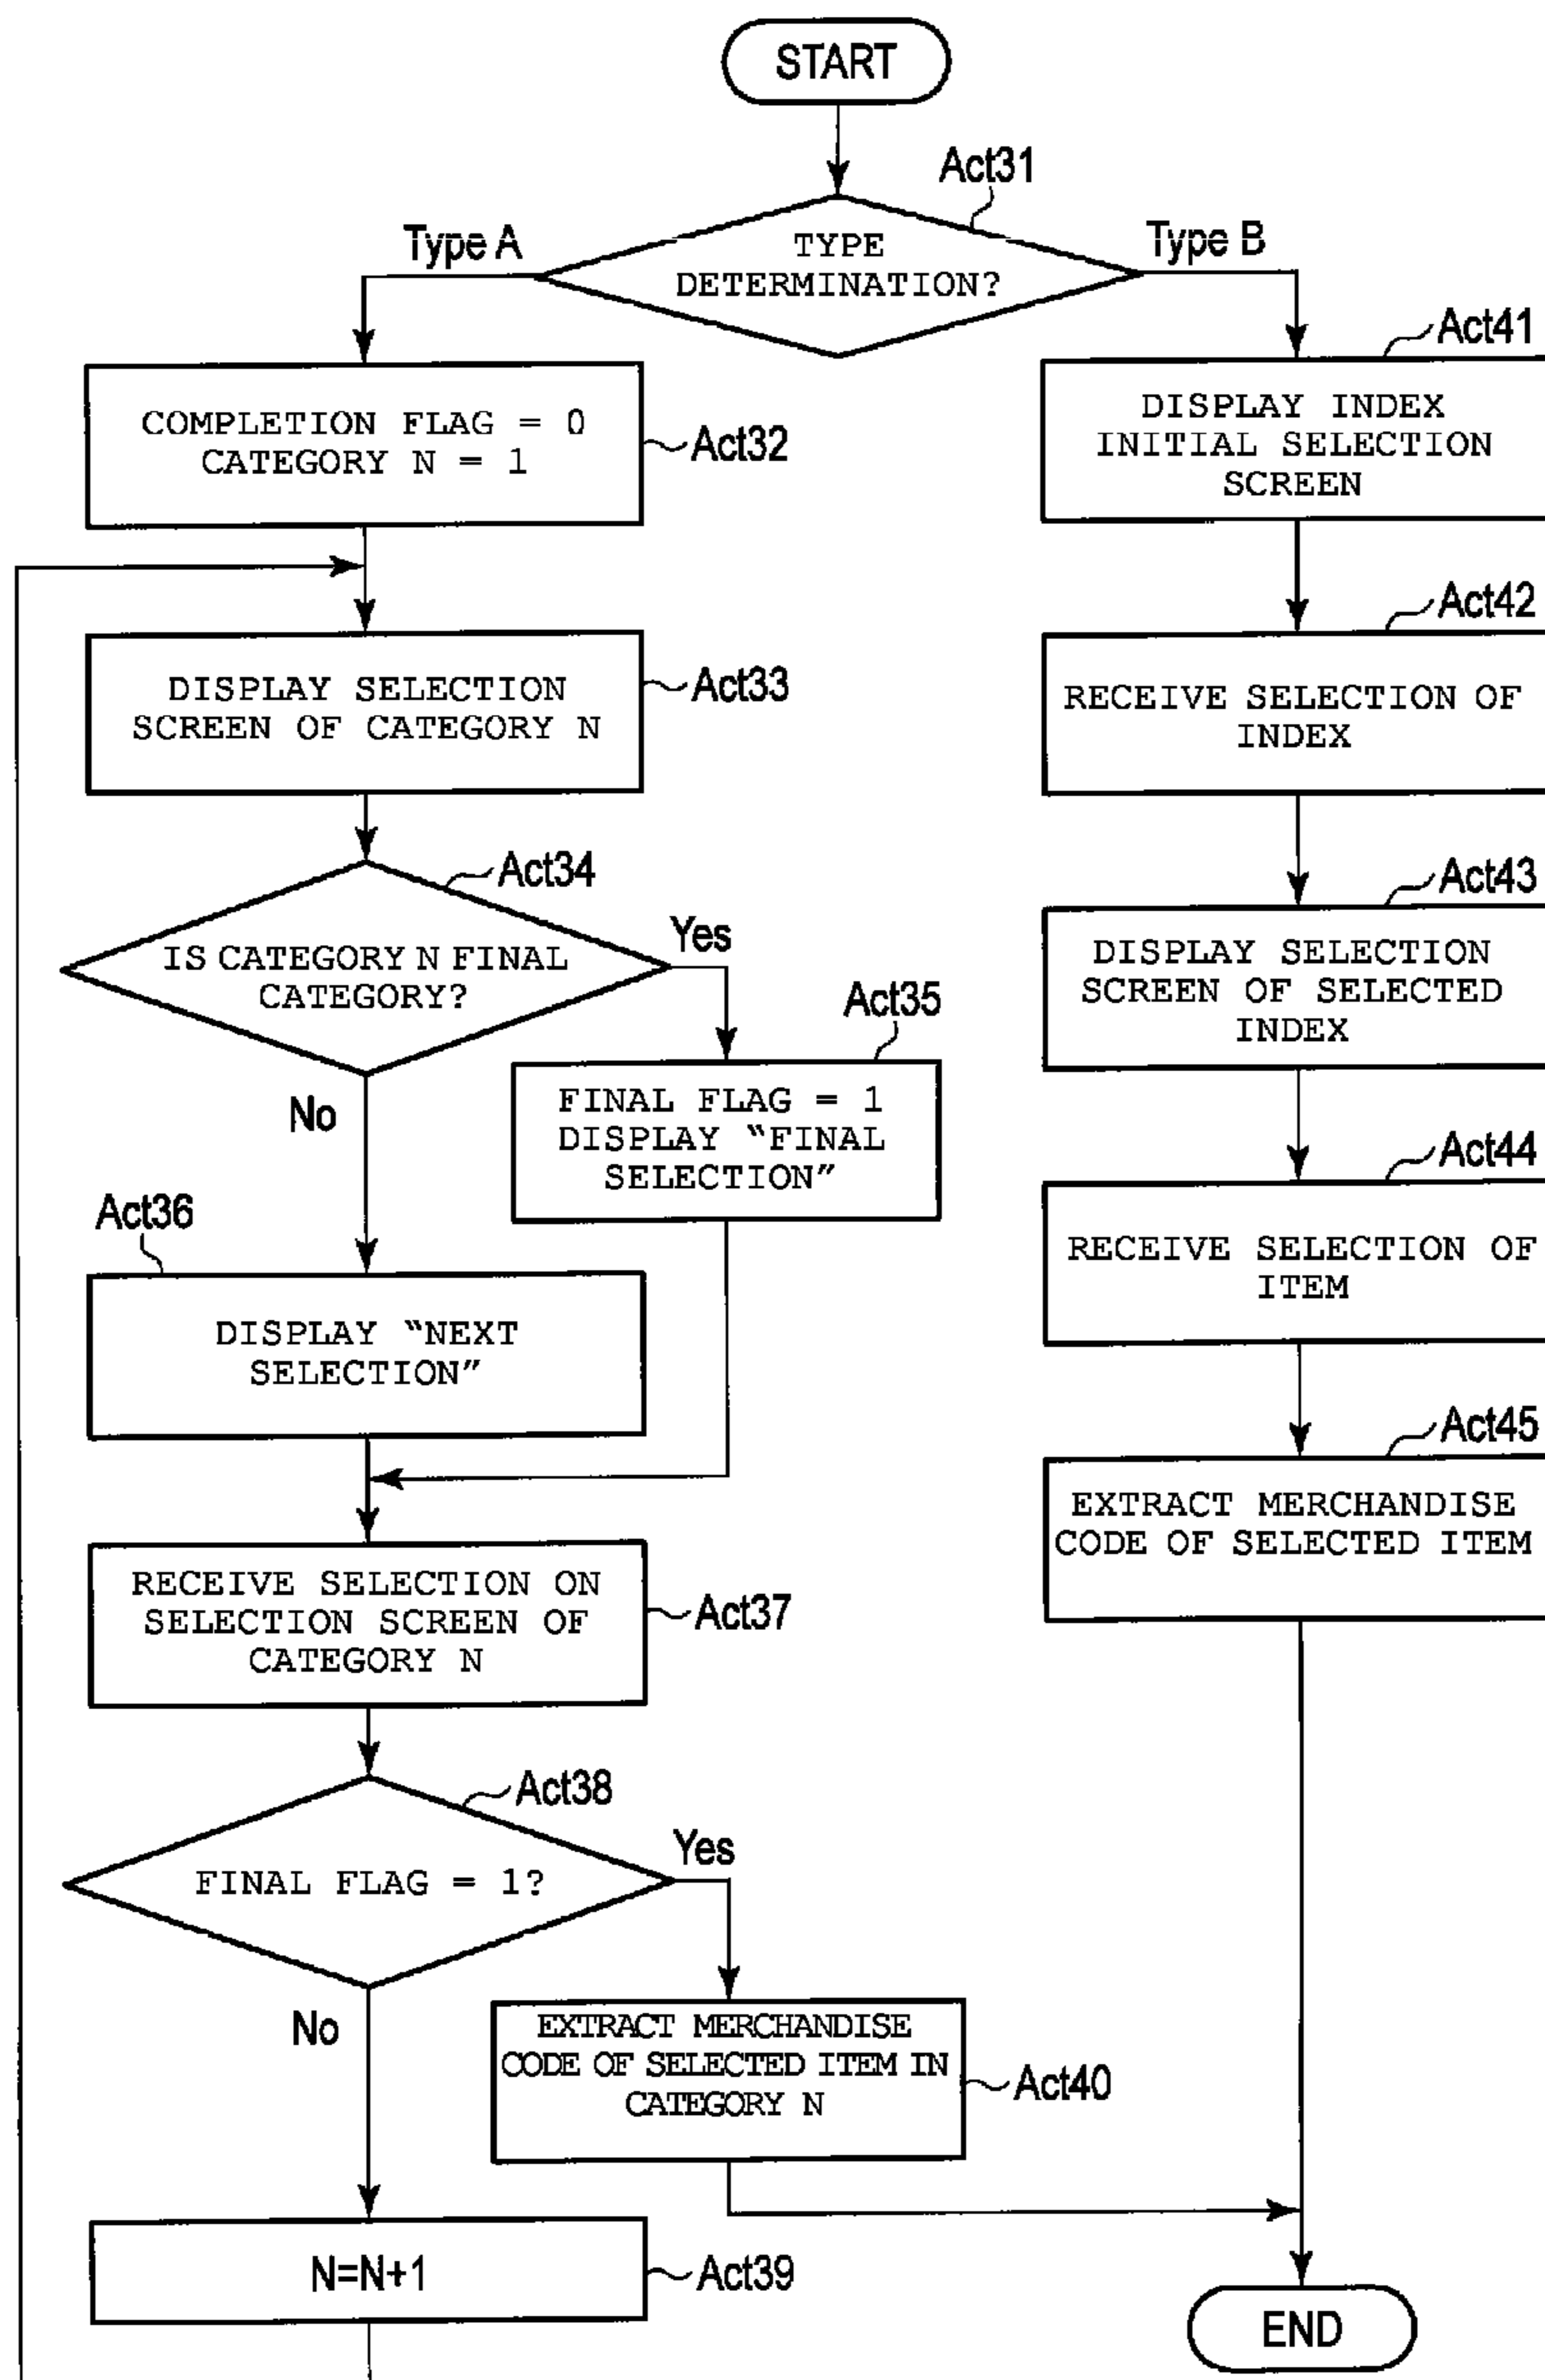 START
Act31
TYPE
DETERMINATION?
Type A
Type B
COMPLETION FLAG = 0
CATEGORY N = 1
Act32
DISPLAY SELECTION
SCREEN OF CATEGORY N
Act33
Act34
IS CATEGORY N FINAL
CATEGORY?
Yes
No
Act35
FINAL FLAG = 1
DISPLAY “FINAL
SELECTION”
Act36
DISPLAY “NEXT
SELECTION”
RECEIVE SELECTION ON
SELECTION SCREEN OF
CATEGORY N
Act37
Act38
FINAL FLAG = 1?
Yes
No
EXTRACT MERCHANDISE
CODE OF SELECTED ITEM IN
CATEGORY N
Act40
N=N+1
Act39
Act41
DISPLAY INDEX
INITIAL SELECTION
SCREEN
Act42
RECEIVE SELECTION OF
INDEX
Act43
DISPLAY SELECTION
SCREEN OF SELECTED
INDEX
Act44
RECEIVE SELECTION OF
ITEM
Act45
EXTRACT MERCHANDISE
CODE OF SELECTED ITEM
END